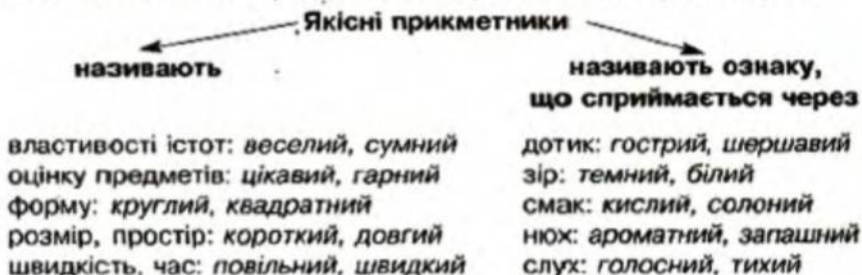 Якісні прикметники
називають
називають ознаку,
що сприймається через
властивості істот: веселий, сумний
оцінку предметів: цікавий, гарний
форму: круглий, квадратний
розмір, простір: короткий, довгий
швидкість, час: повільний, швидкий
дотик: гострий, шершавий
зір: темний, білий
смак: кислий, солоний
нюх: ароматний, запашний
слух: голосний, тихий